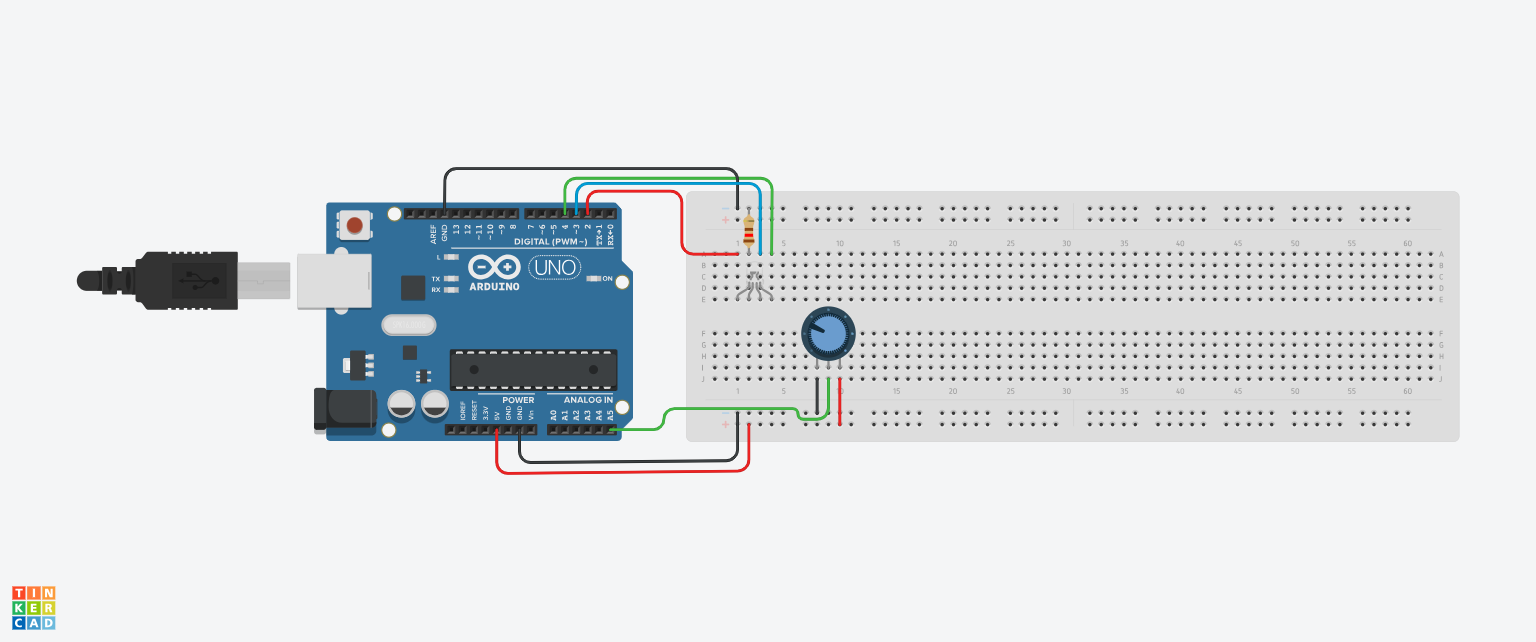 AREF
GND
13
12
~11
~10
~9
8
7
~6
~5
4
~3
2
TX→1
RX←0
DIGITAL (PWM~)
L
TX
RX
ARDUINO
UNO
ON
POWER
ANALOG IN
IOREF
RESET
3.3V
5V
GND
GND
Vin
A0
A1
A2
A3
A4
A5
1 5 10 15 20 25 30 35 40 45 50 55 60
A A
B B
C C
D D
E E
F F
G G
H H
I I
J J
1 5 10 15 20 25 30 35 40 45 50 55 60
TIN
KER
CAD